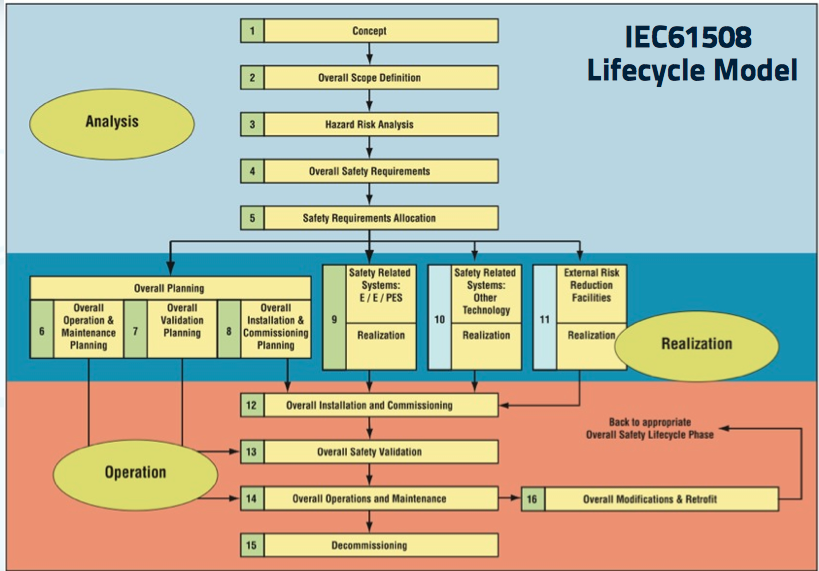 IEC61508
Lifecycle Model
1 Concept
2 Overall Scope Definition
Analysis
3 Hazard Risk Analysis
4 Overall Safety Requirements
5 Safety Requirements Allocation
Overall Planning
6
Overall
Operation &
Maintenance
Planning
7
Overall
Validation
Planning
8
Overall
Installation &
Commissioning
Planning
9
Safety Related
Systems:
E / E / PES
Realization
10
Safety Related
Systems:
Other
Technology
Realization
11
External Risk
Reduction
Facilities
Realization
Realization
12 Overall Installation and Commissioning
Back to appropriate
Overall Safety Lifecycle Phase
13 Overall Safety Validation
Operation
14 Overall Operations and Maintenance
16 Overall Modifications & Retrofit
15 Decommissioning